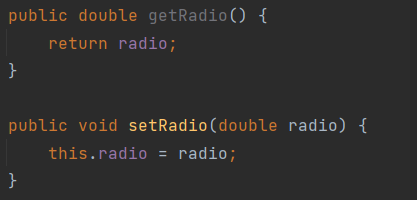 public double getRadio() {
    return radio;
}

public void setRadio(double radio) {
    this.radio = radio;
}